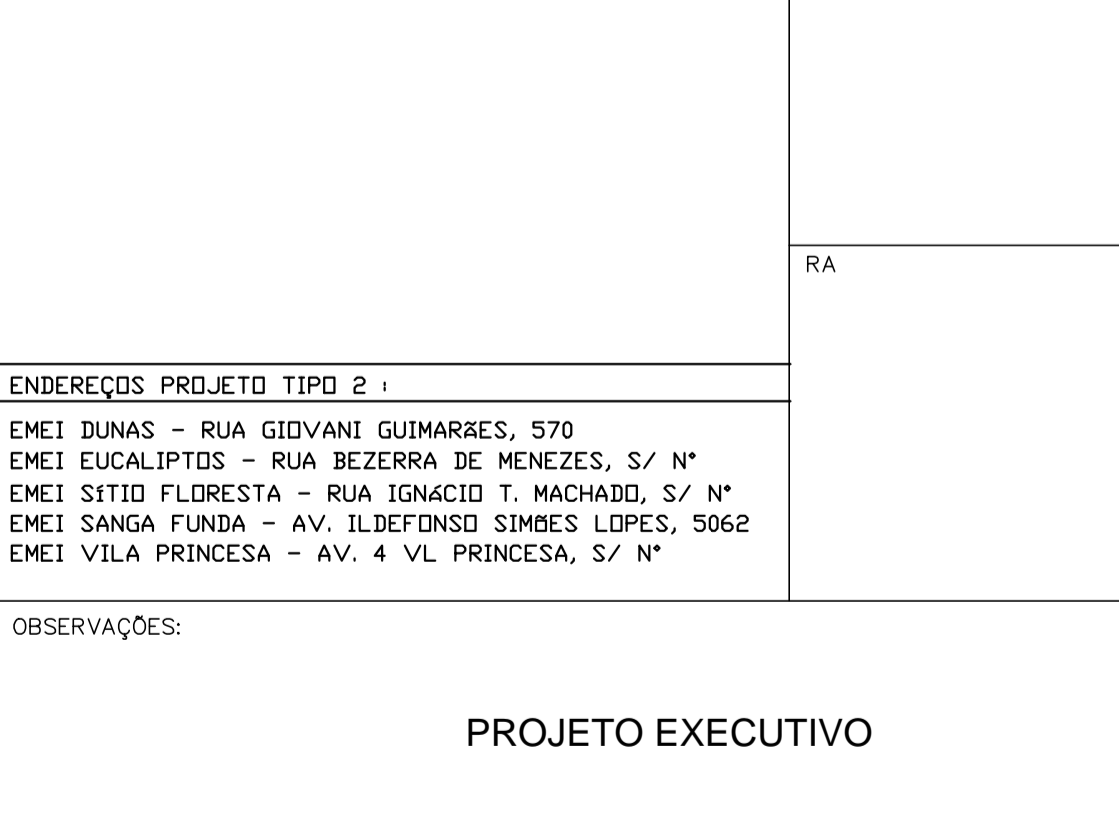 RA
ENDEREÇOS PROJETO TIPO 2 :
EMEI DUNAS - RUA GIOVANI GUIMARãES, 570
EMEI EUCALIPTOS - RUA BEZERRA DE MENEZES, S/ N°
EMEI SíTIO FLORESTA - RUA IGNáCIO T. MACHADO, S/ N°
EMEI SANGA FUNDA - AV. ILDEFONSO SIMõES LOPES, 5062
EMEI VILA PRINCESA - AV. 4 VL PRINCESA, S/ N°
OBSERVAÇÕES:
PROJETO EXECUTIVO